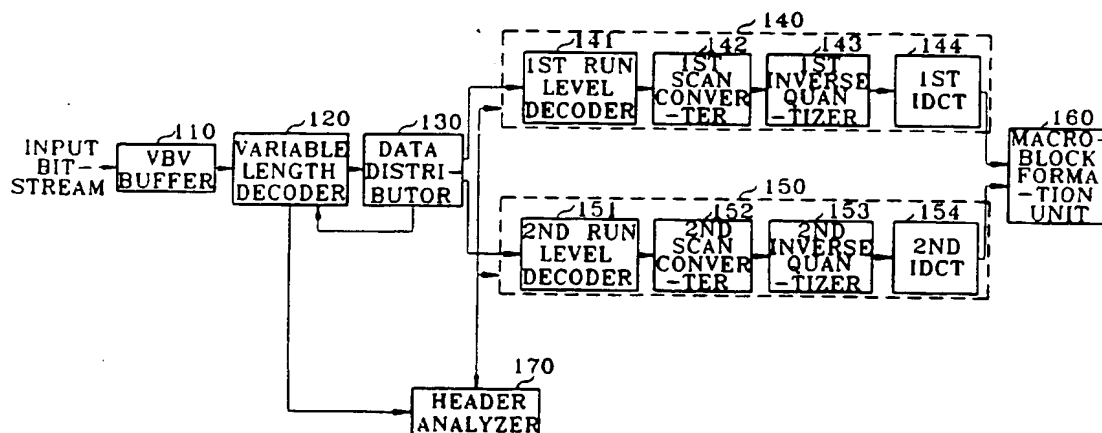 140
141
1ST RUN
LEVEL
DECODER
142
1ST
SCAN
CONVER
-TER
143
1ST
INVERSE
QUAN
-TIZER
144
1ST
IDCT
INPUT
BIT-
STREAM
110
VBV
BUFFER
120
VARIABLE
LENGTH
DECODER
130
DATA
DISTRI-
BUTOR
160
MACRO-
BLOCK
FORMA
-TION
UNIT
150
151
2ND RUN
LEVEL
DECODER
152
2ND
SCAN
CONVER
-TER
153
2ND
INVERSE
QUAN
-TIZER
154
2ND
IDCT
170
HEADER
ANALYZER